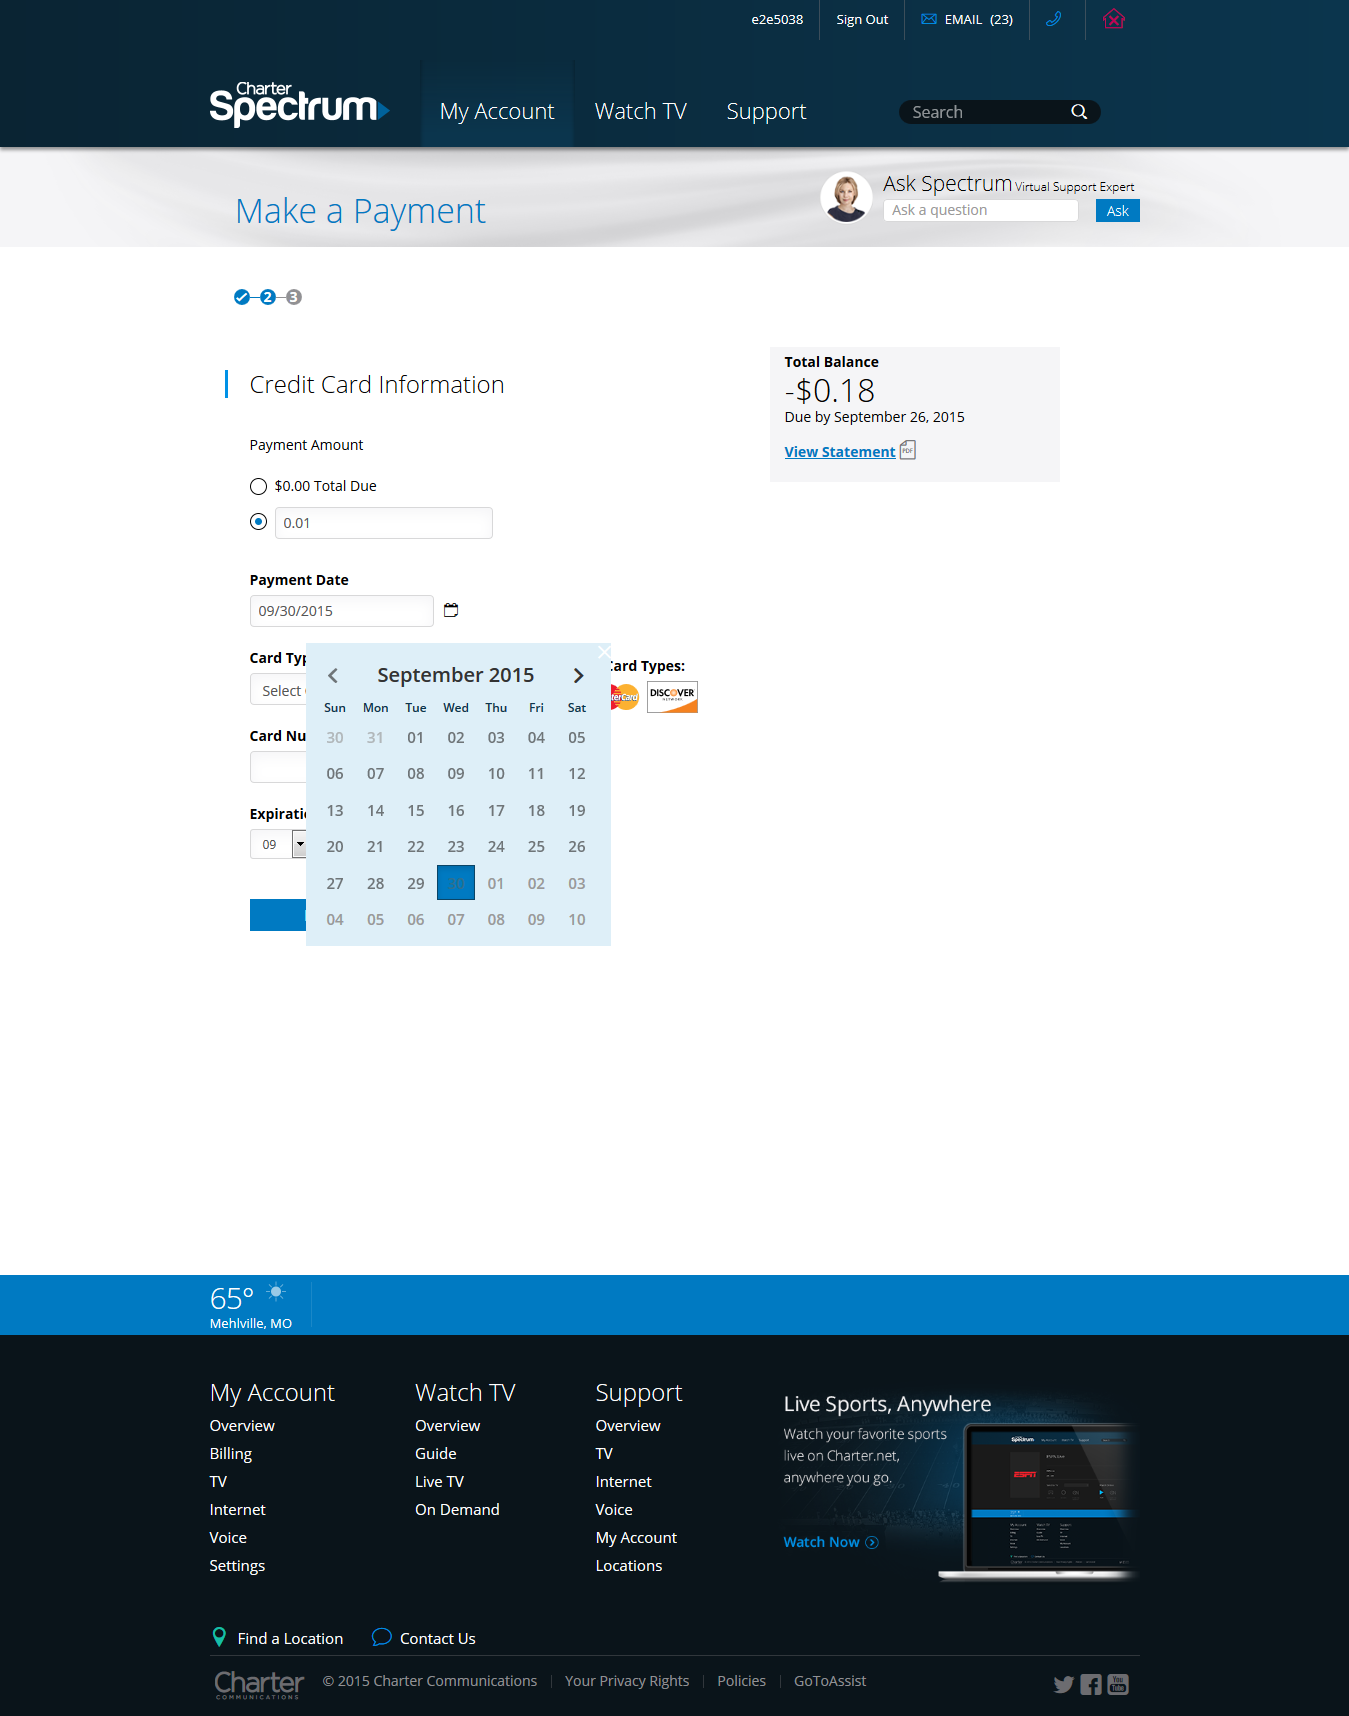 e2e5038 Sign Out EMAIL (23)
Charter
Spectrum
My Account Watch TV Support Search
Make a Payment
Ask Spectrum Virtual Support Expert
Ask a question Ask
2 3
Credit Card Information
Payment Amount
$0.00 Total Due
0.01
Payment Date
09/30/2015
Total Balance
-$0.18
Due by September 26, 2015
View Statement PDF
Card Typ
Select
Card Nu
Expirati
09
September 2015
Sun Mon Tue Wed Thu Fri Sat
30 31 01 02 03 04 05
06 07 08 09 10 11 12
13 14 15 16 17 18 19
20 21 22 23 24 25 26
27 28 29 30 01 02 03
04 05 06 07 08 09 10
ard Types:
terCard DISCOVER
NETWORK
65°
Mehlville, MO
My Account
Overview
Billing
TV
Internet
Voice
Settings
Watch TV
Overview
Guide
Live TV
On Demand
Support
Overview
TV
Internet
Voice
My Account
Locations
Live Sports, Anywhere
Watch your favorite sports
live on Charter.net,
anywhere you go.
Watch Now
Spectrum
ESPN
Find a Location Contact Us
Charter
COMMUNICATIONS
© 2015 Charter Communications Your Privacy Rights Policies GoToAssist
You
Tube